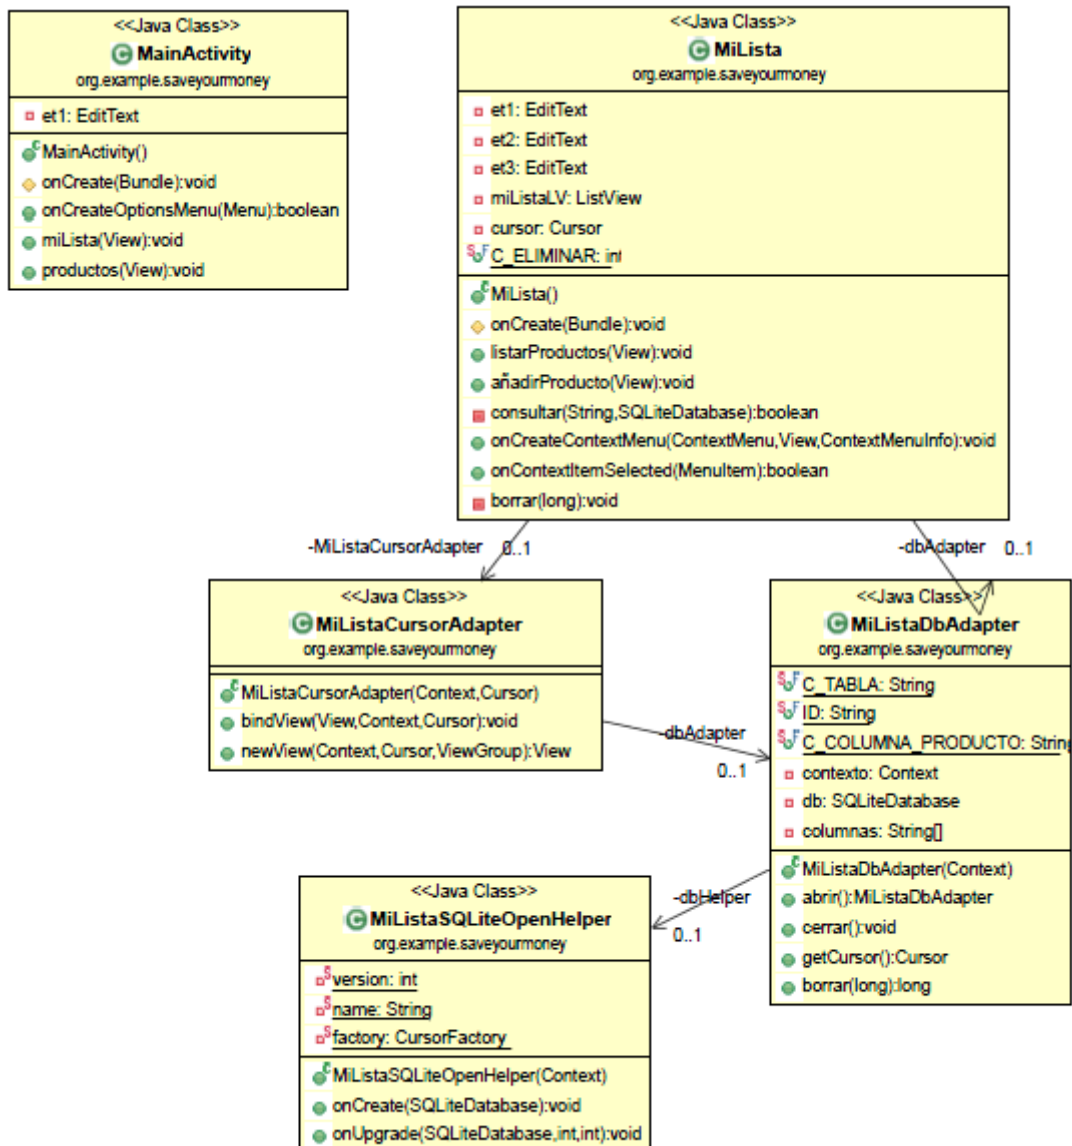 <<Java Class>>
MainActivity
org.example.saveyourmoney
et1: EditText
MainActivity()
onCreate(Bundle):void
onCreateOptionsMenu(Menu):boolean
miLista(View):void
productos(View):void
<<Java Class>>
MiLista
org.example.saveyourmoney
et1: EditText
et2: EditText
et3: EditText
miListaLV: ListView
cursor: Cursor
C_ELIMINAR: int
MiLista()
onCreate(Bundle):void
listarProductos(View):void
añadirProducto(View):void
consultar(String,SQLiteDatabase):boolean
onCreateContextMenu(ContextMenu,View,ContextMenuInfo):void
onContextItemSelected(MenuItem):boolean
borrar(long):void
-MiListaCursorAdapter 0..1
-dbAdapter 0..1
<<Java Class>>
MiListaCursorAdapter
org.example.saveyourmoney
MiListaCursorAdapter(Context,Cursor)
bindView(View,Context,Cursor):void
newView(Context,Cursor,ViewGroup):View
-dbAdapter
0..1
<<Java Class>>
MiListaDbAdapter
org.example.saveyourmoney
C_TABLA: String
ID: String
C_COLUMNA_PRODUCTO: String
contexto: Context
db: SQLiteDatabase
columnas: String[]
MiListaDbAdapter(Context)
abrir():MiListaDbAdapter
cerrar():void
getCursor():Cursor
borrar(long):long
-dbHelper
0..1
<<Java Class>>
MiListaSQLiteOpenHelper
org.example.saveyourmoney
version: int
name: String
factory: CursorFactory
MiListaSQLiteOpenHelper(Context)
onCreate(SQLiteDatabase):void
onUpgrade(SQLiteDatabase,int,int):void